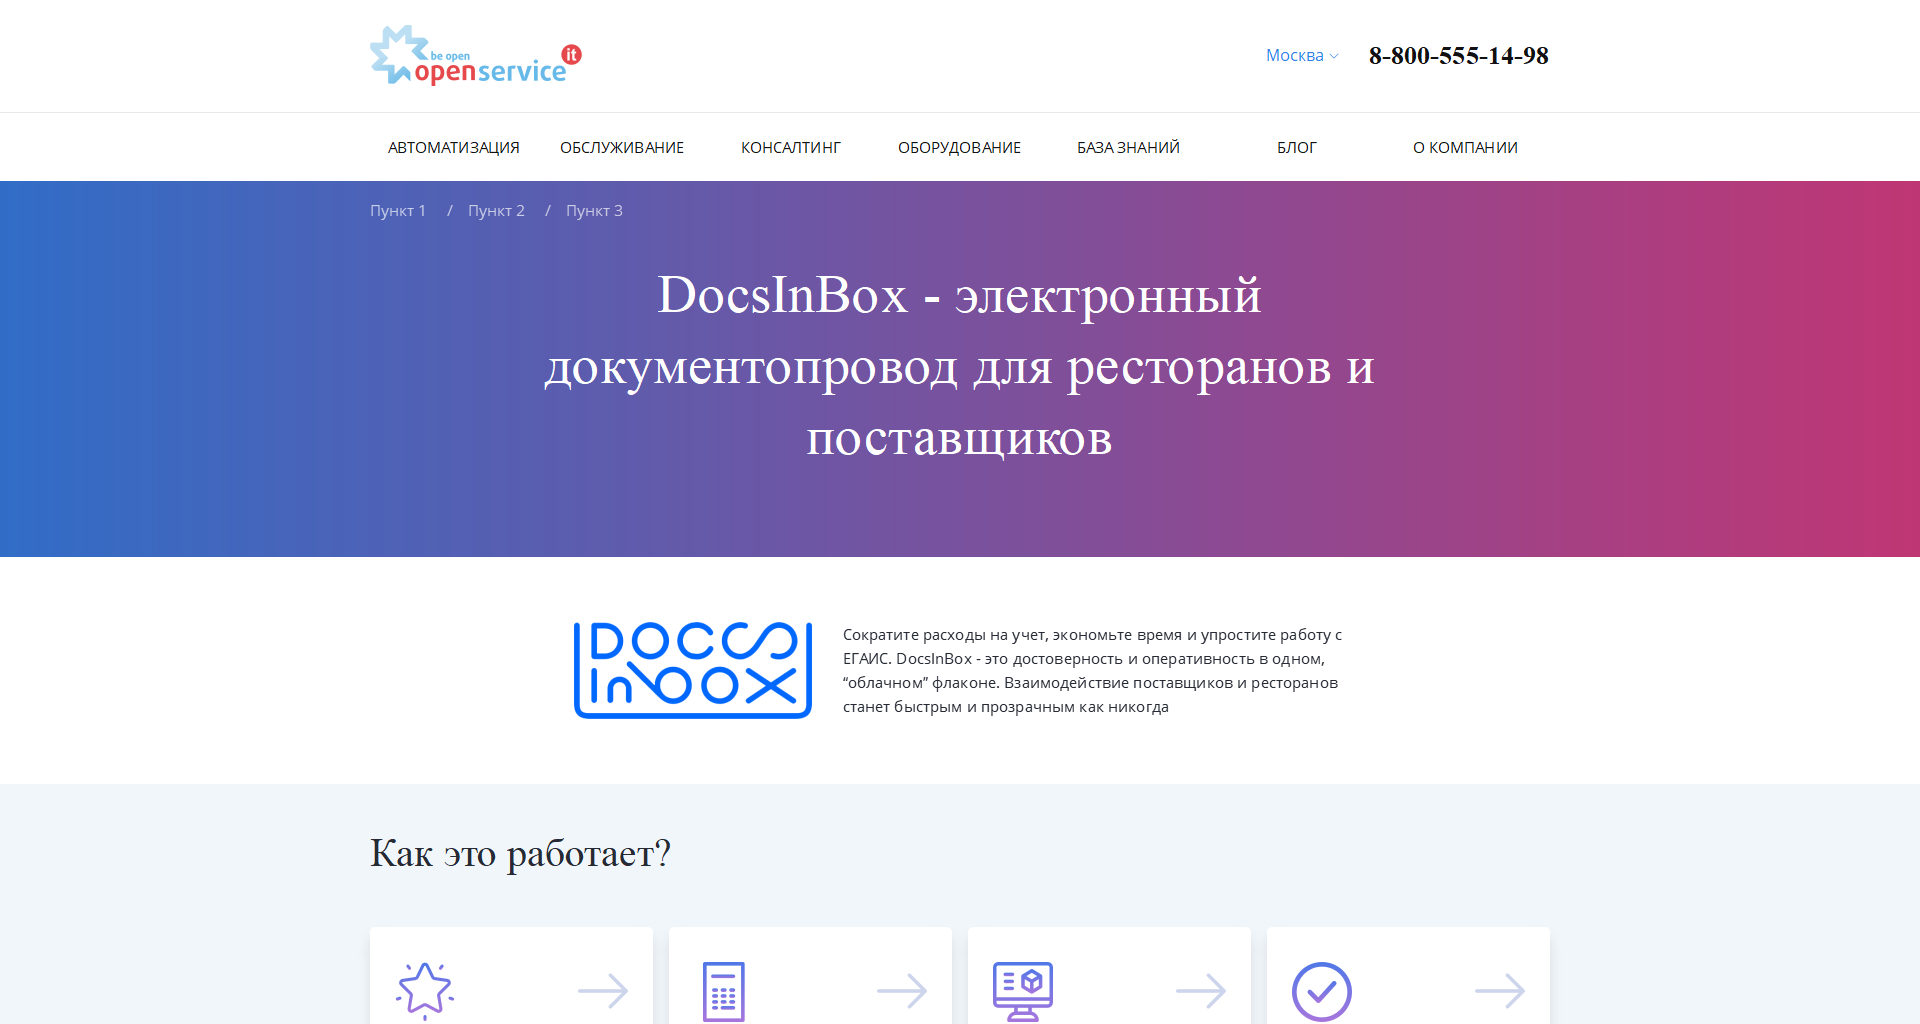 be open
openservice it
Москва
8-800-555-14-98
АВТОМАТИЗАЦИЯ ОБСЛУЖИВАНИЕ КОНСАЛТИНГ ОБОРУДОВАНИЕ БАЗА ЗНАНИЙ БЛОГ О КОМПАНИИ
Пункт 1 / Пункт 2 / Пункт 3
DocsInBox - электронный
документопровод для ресторанов и
поставщиков
DOCS
InBOX
Сократите расходы на учет, экономьте время и упростите работу с
ЕГАИС. DocsInBox - это достоверность и оперативность в одном,
“облачном” флаконе. Взаимодействие поставщиков и ресторанов
станет быстрым и прозрачным как никогда
Как это работает?